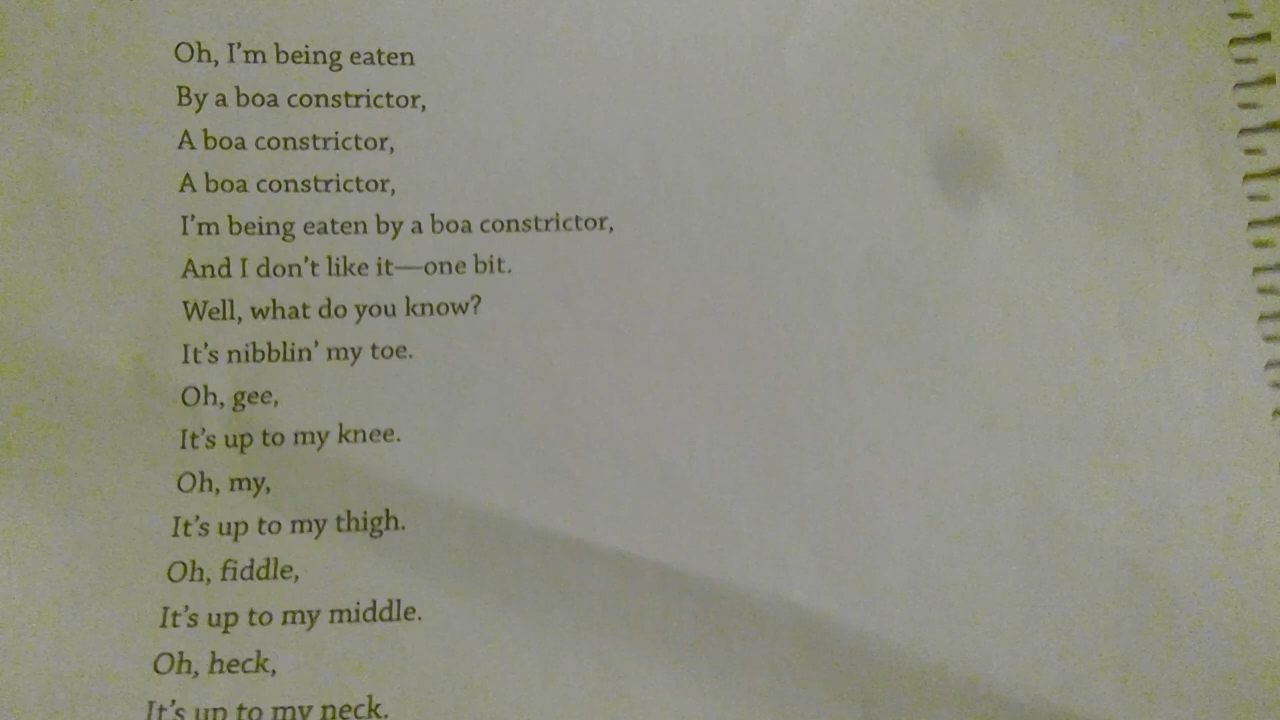 Oh, I'm being eaten
By a boa constrictor,
A boa constrictor,
A boa constrictor,
I'm being eaten by a boa constrictor,
And I don't like it—one bit.
Well, what do you know?
It's nibblin' my toe.
Oh, gee,
It's up to my knee.
Oh, my,
It's up to my thigh.
Oh, fiddle,
It's up to my middle.
Oh, heck,
It's up to my neck.